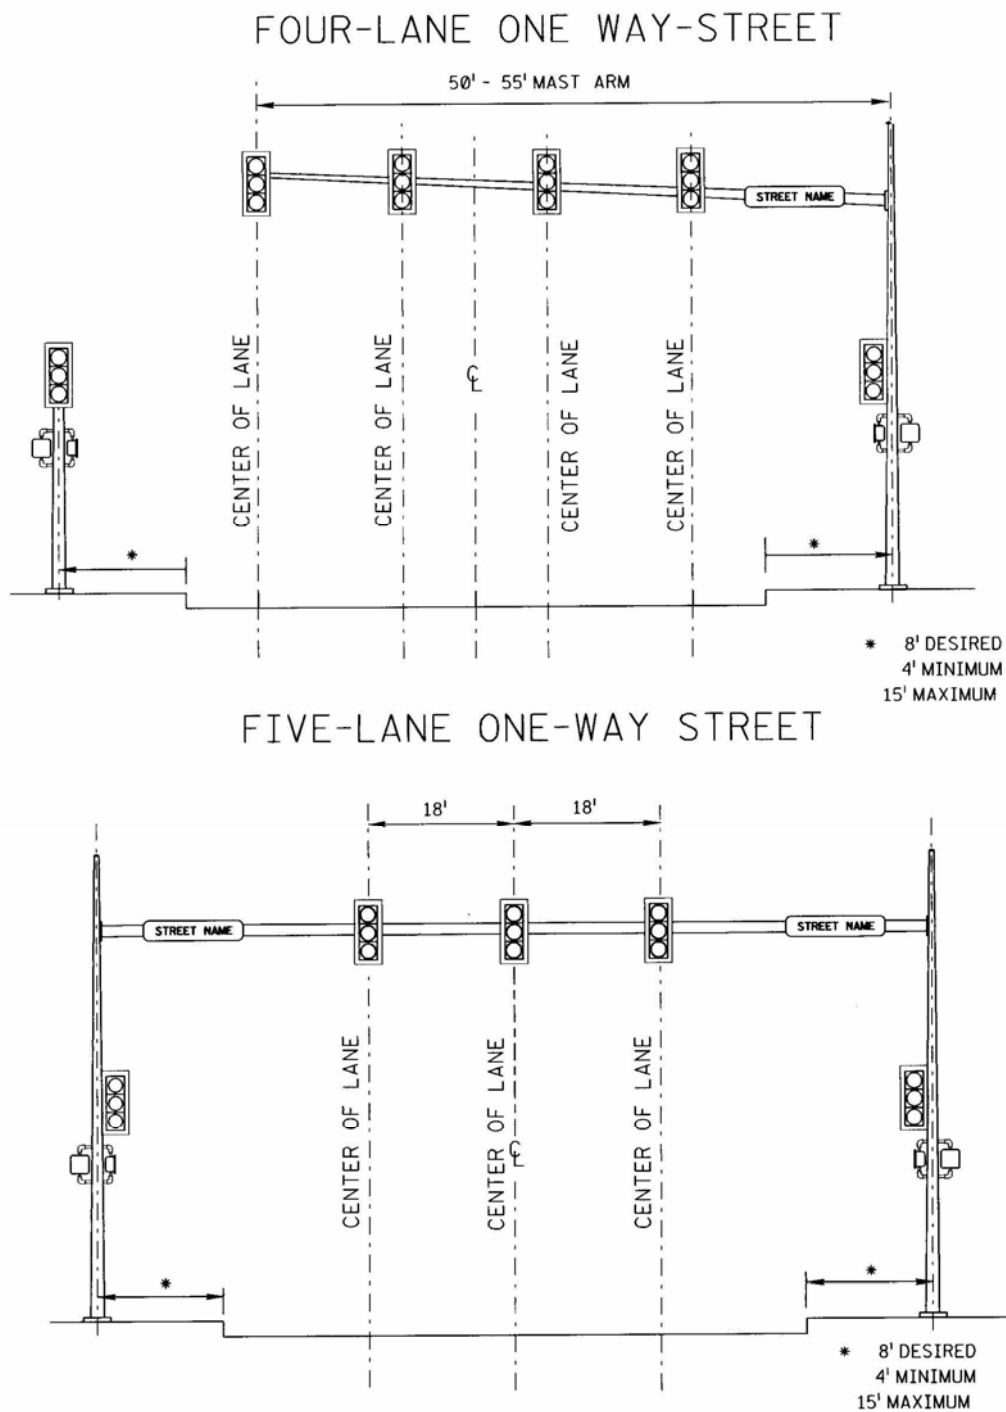 FOUR-LANE ONE WAY-STREET
50' - 55' MAST ARM
STREET NAME
CENTER OF LANE
CENTER OF LANE
℄
CENTER OF LANE
CENTER OF LANE
*
*
* 8' DESIRED
4' MINIMUM
15' MAXIMUM
FIVE-LANE ONE-WAY STREET
18'
18'
STREET NAME
STREET NAME
CENTER OF LANE
CENTER OF LANE
℄
CENTER OF LANE
*
*
* 8' DESIRED
4' MINIMUM
15' MAXIMUM